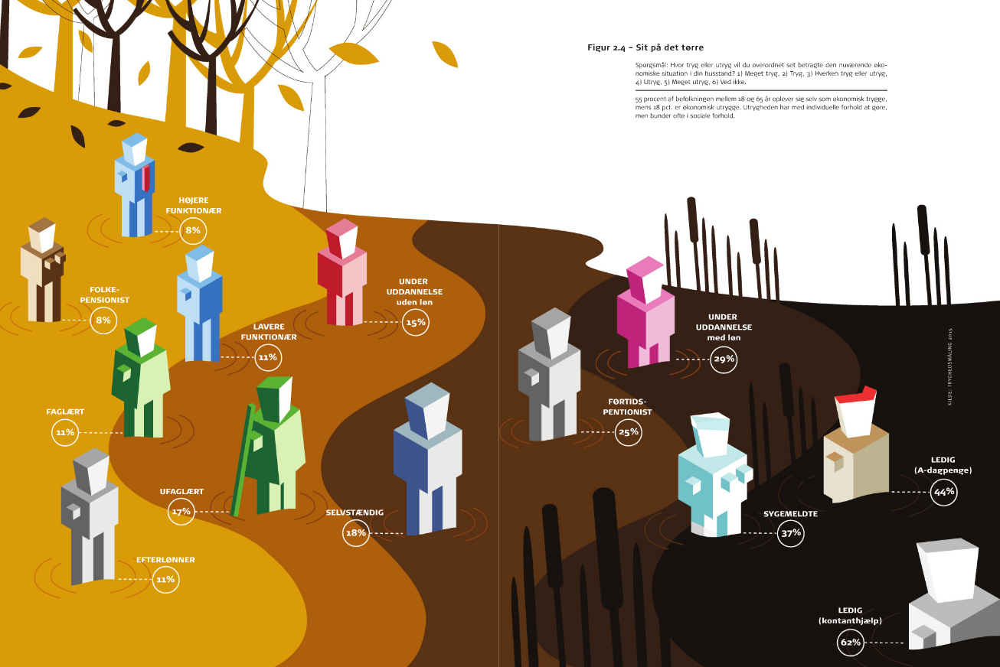 Figur 2.4 – Sit på det tørre
Spørgsmål: Hvor tryg eller utryg vil du overordnet set betragte den nuværende øko-
nomiske situation i din husstand? 1) Meget tryg, 2) Tryg, 3) Hverken tryg eller utryg,
4) Utryg, 5) Meget utryg, 6) Ved ikke.
55 procent af befolkningen mellem 18 og 65 år oplever sig selv som økonomisk trygge,
mens 18 pct. er økonomisk utrygge. Utrygheden har med individuelle forhold at gøre,
men bunder ofte i sociale forhold.
HØJERE
FUNKTIONÆR
8%
FOLKE-
PENSIONIST
8%
LAVERE
FUNKTIONÆR
11%
UNDER
UDDANNELSE
uden løn
15%
UNDER
UDDANNELSE
med løn
29%
FAGLÆRT
11%
FØRTIDS-
PENTIONIST
25%
UFAGLÆRT
17%
SELVSTÆNDIG
18%
SYGEMELDTE
37%
LEDIG
(A-dagpenge)
44%
EFTERLØNNER
11%
LEDIG
(kontanthjælp)
62%
KILDE: TRYGHEDSMÅLING 2015